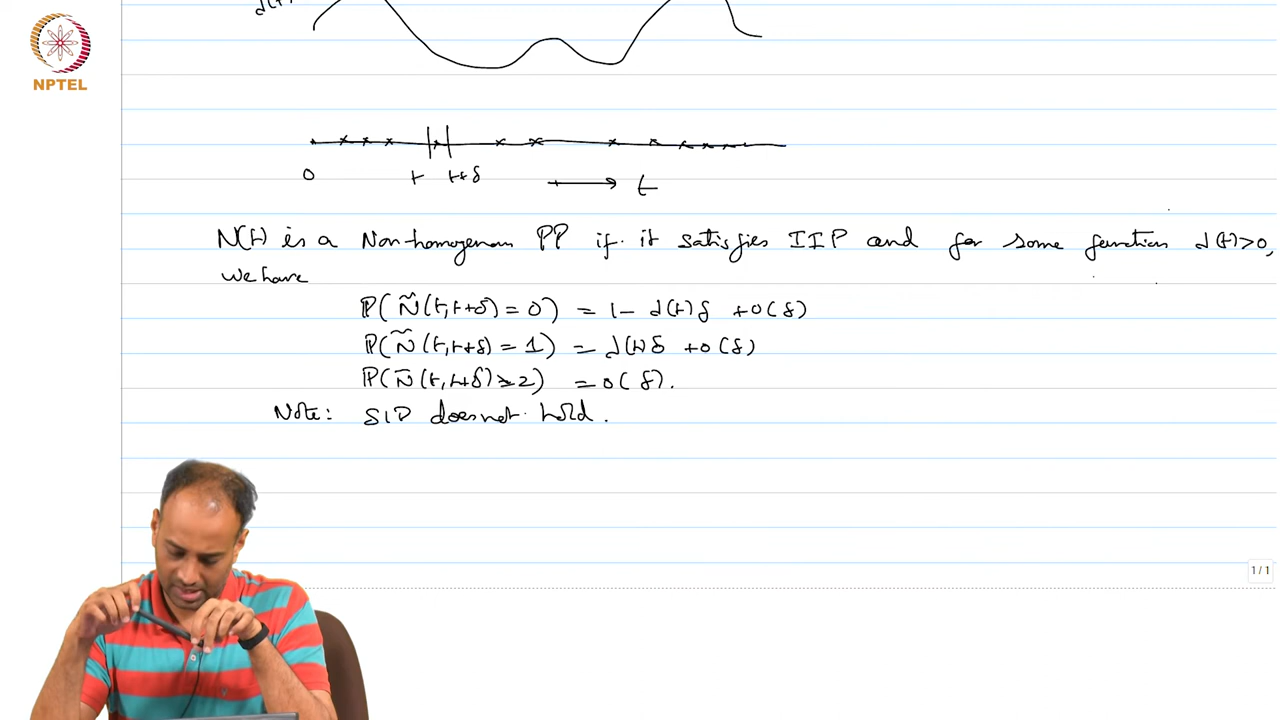 NPTEL
λ(t)
0 t t+δ t
N(t) is a Non-homogenous PP if it satisfies IIP and for some function λ(t)>0,
we have
ℙ(Ñ(t,t+δ)=0) = 1- λ(t)δ +o(δ)
ℙ(Ñ(t,t+δ)=1) = λ(t)δ +o(δ)
ℙ(Ñ(t,t+δ)≥2) = o(δ).
Note: SIP does not hold.
1 / 1